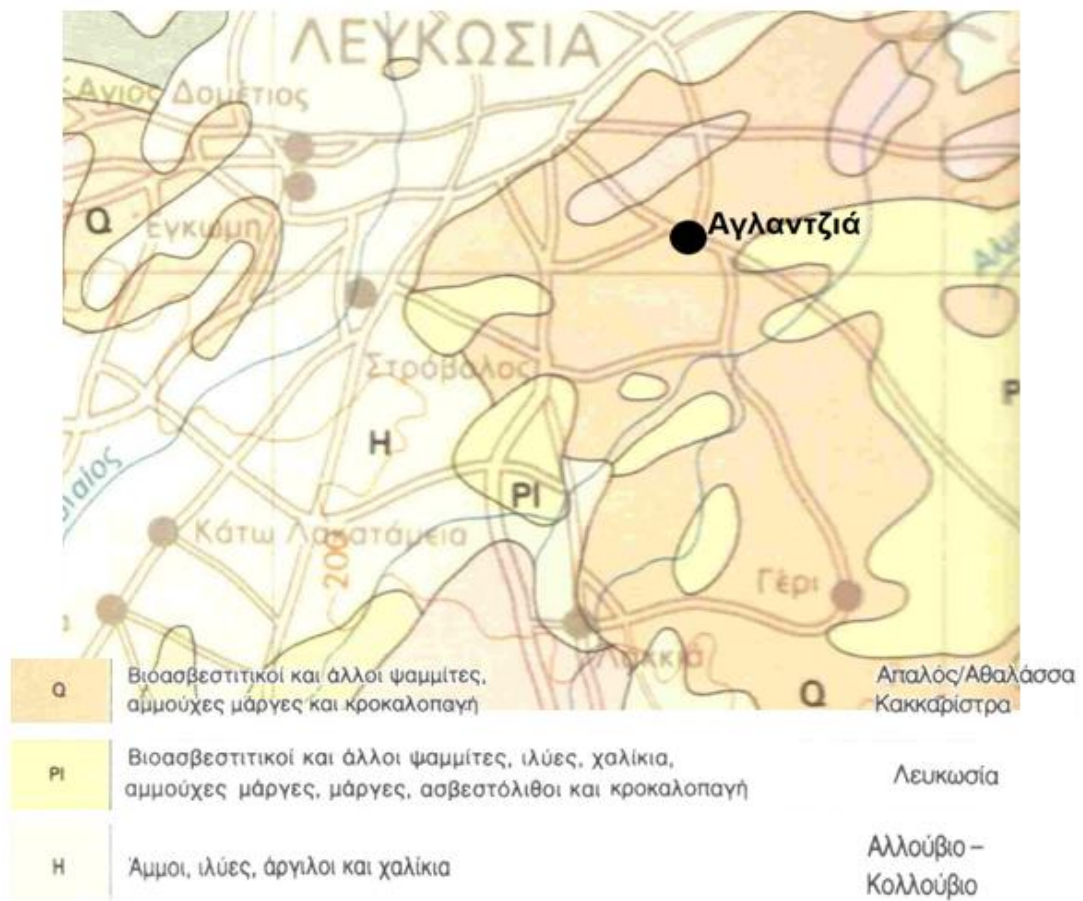 ΛΕΥΚΩΣΙΑ
Άγιος Δομέτιος
Q
Έγκωμη
Αγλαντζιά
Στρόβολος
H
Pl
Κάτω Λακατάμεια
200
Γέρι
Q
Q
Βιοασβεστιτικοί και άλλοι ψαμμίτες,
αμμούχες μάργες και κροκαλοπαγή
Απαλός/Αθαλάσσα
Κακκαρίστρα
Pl
Βιοασβεστιτικοί και άλλοι ψαμμίτες, ιλύες, χαλίκια,
αμμούχες μάργες, μάργες, ασβεστόλιθοι και κροκαλοπαγή
Λευκωσία
H
Άμμοι, ιλύες, άργιλοι και χαλίκια
Αλλούβιο –
Κολλούβιο